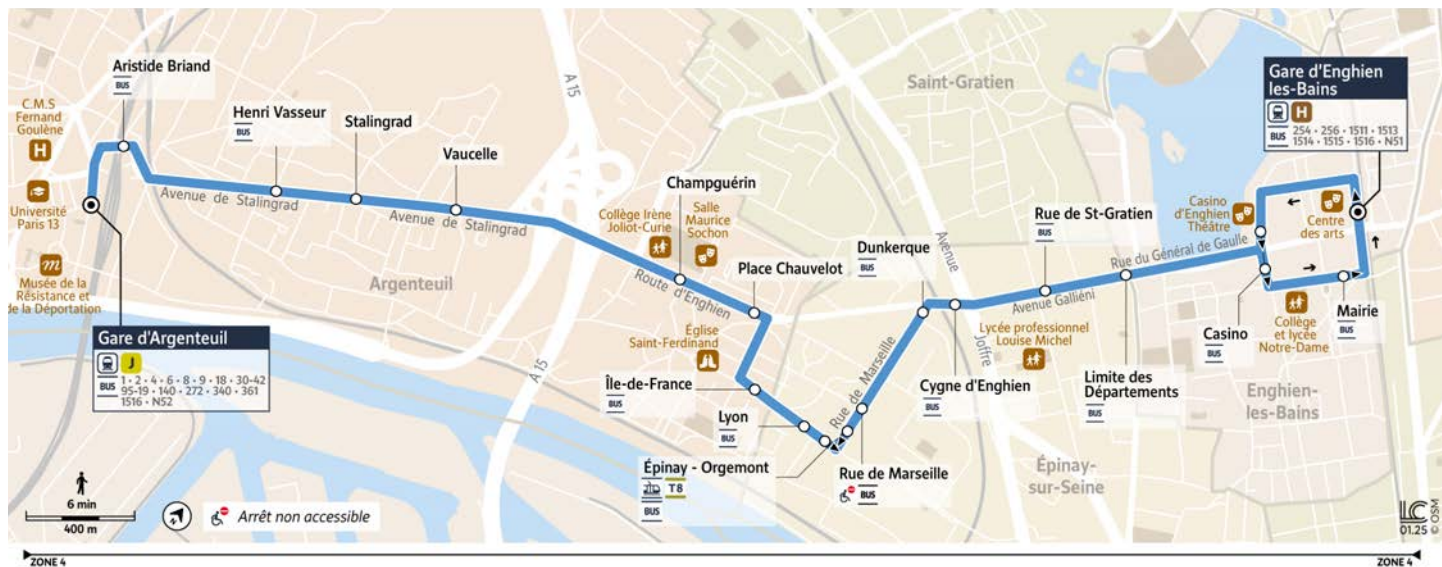 Aristide Briand
BUS
C.M.S
Fernand
Goulène
H
Université
Paris 13
Musée de la
Résistance et
de la Déportation
Henri Vasseur
BUS
Stalingrad
Vaucelle
Avenue de Stalingrad
Avenue de Stalingrad
A 15
Argenteuil
Gare d'Argenteuil
J
BUS 1 • 2 • 4 • 6 • 8 • 9 • 18 • 30-42
95-19 • 140 • 272 • 340 • 361
1516 • N52
Collège Irène
Joliot-Curie
Champguérin
Salle
Maurice
Sochon
Route d'Enghien
Place Chauvelot
Église
Saint-Ferdinand
A 15
Île-de-France
BUS
Lyon
BUS
Épinay - Orgemont
T8
BUS
Rue de Marseille
Rue de Marseille
BUS
Dunkerque
BUS
Saint-Gratien
Avenue
Joffre
Cygne d'Enghien
BUS
Rue de St-Gratien
BUS
Avenue Galliéni
Lycée professionnel
Louise Michel
Rue du Général de Gaulle
Limite des
Départements
BUS
Épinay-
sur-Seine
Casino
d'Enghien
Théâtre
Gare d'Enghien
les-Bains
H
BUS 254 • 256 • 1511 • 1513
1514 • 1515 • 1516 • N51
Centre
des arts
Casino
BUS
Collège
et lycée
Notre-Dame
Mairie
BUS
Enghien-
les-Bains
6 min
400 m
Arrêt non accessible
LC
01.25
© OSM
ZONE 4
ZONE 4